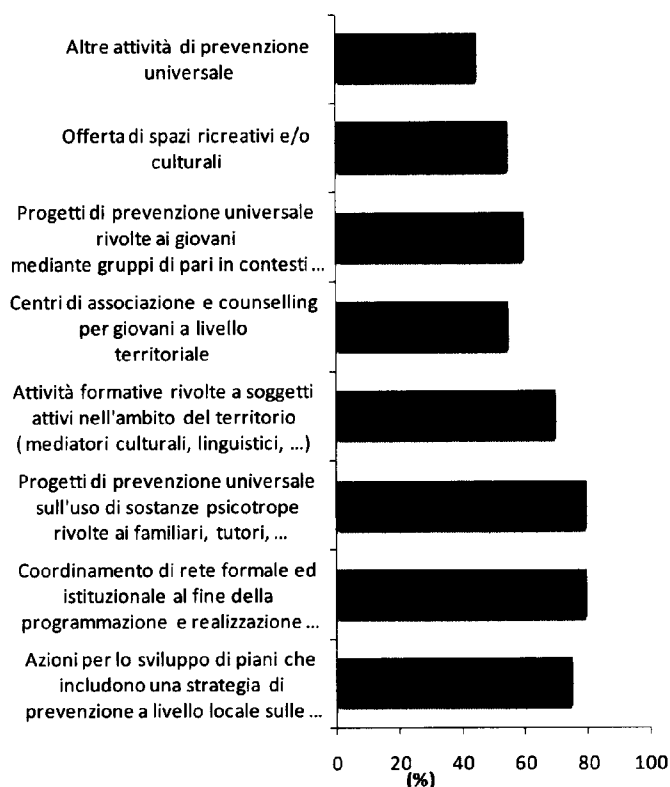 Altre attività di prevenzione
universale
Offerta di spazi ricreativi e/o
culturali
Progetti di prevenzione universale
rivolte ai giovani
mediante gruppi di pari in contesti ...
Centri di associazione e counselling
per giovani a livello
territoriale
Attività formative rivolte a soggetti
attivi nell'ambito del territorio
( mediatori culturali, linguistici, ...)
Progetti di prevenzione universale
sull'uso di sostanze psicotrope
rivolte ai familiari, tutori, ...
Coordinamento di rete formale ed
istituzionale al fine della
programmazione e realizzazione ...
Azioni per lo sviluppo di piani che
includono una strategia di
prevenzione a livello locale sulle ...
0 20 40 60 80 100
(%)